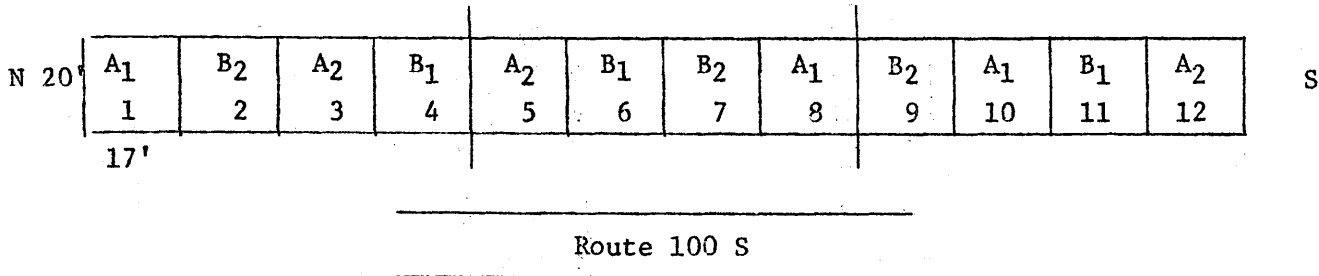 N 20' A₁ B₂ A₂ B₁ A₂ B₁ B₂ A₁ B₂ A₁ B₁ A₂ S
1 2 3 4 5 6 7 8 9 10 11 12
17'
Route 100 S